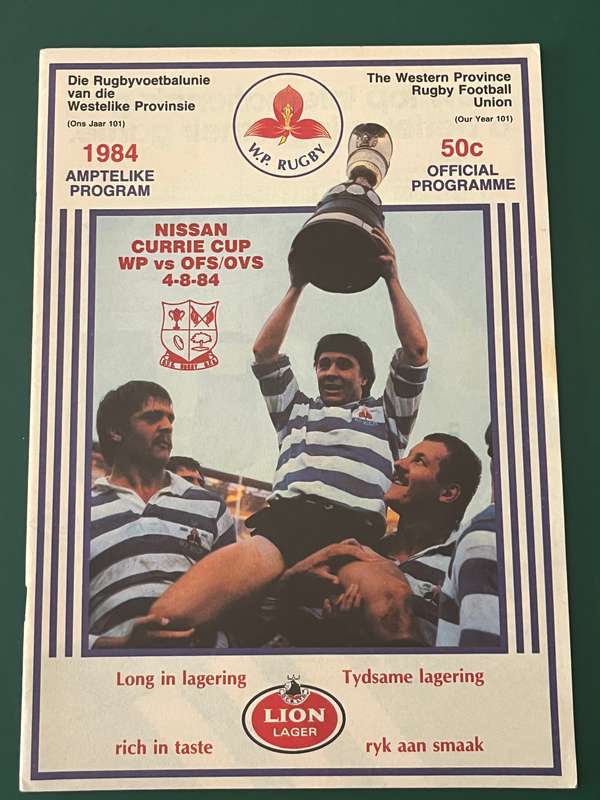 Die Rugbyvoetbalunie
van die
Westelike Provinsie
(Ons Jaar 101)
1984
AMPTELIKE
PROGRAM
W.P. RUGBY
The Western Province
Rugby Football
Union
(Our Year 101)
50c
OFFICIAL
PROGRAMME
NISSAN
CURRIE CUP
WP vs OFS/OVS
4-8-84
Long in lagering
Tydsame lagering
LION
LAGER
rich in taste
ryk aan smaak